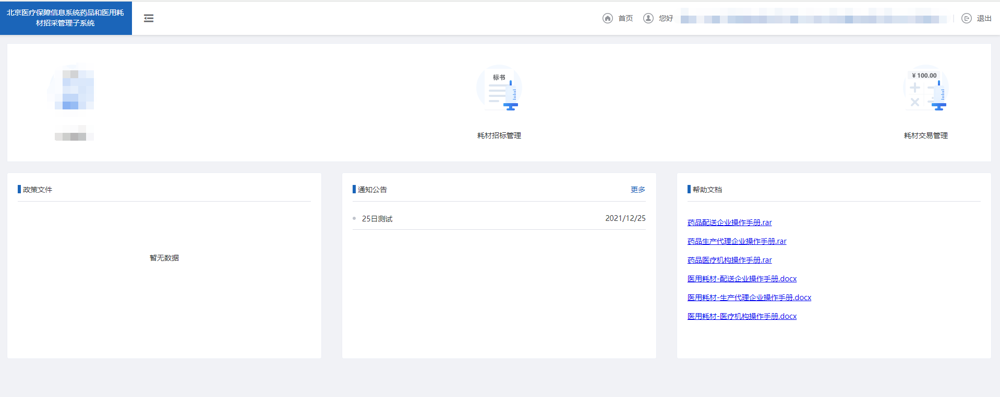 北京医疗保障信息系统药品和医用耗
材招采管理子系统
首页
您好
退出
标书
¥ 100.00
耗材招标管理
耗材交易管理
政策文件
暂无数据
通知公告
更多
25日测试
2021/12/25
帮助文档
药品配送企业操作手册.rar
药品生产代理企业操作手册.rar
药品医疗机构操作手册.rar
医用耗材-配送企业操作手册.docx
医用耗材-生产代理企业操作手册.docx
医用耗材-医疗机构操作手册.docx